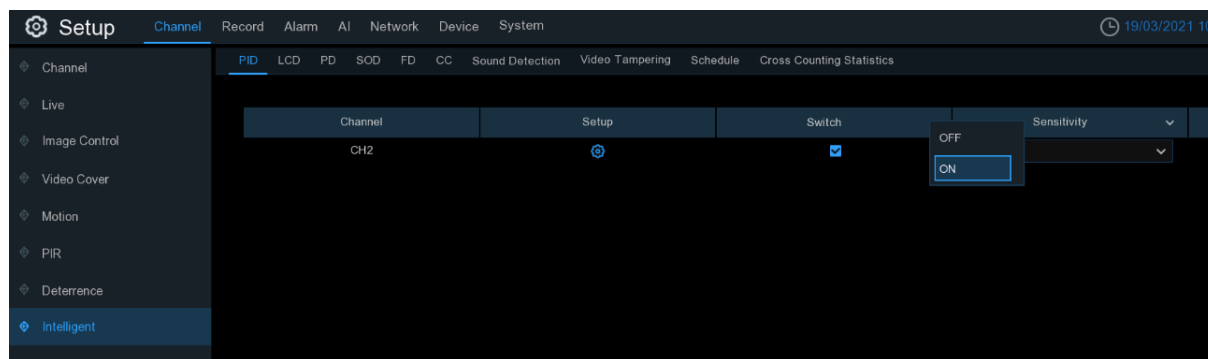 Setup Channel Record Alarm AI Network Device System 19/03/2021 10
Channel
Live
Image Control
Video Cover
Motion
PIR
Deterrence
Intelligent
PID LCD PD SOD FD CC Sound Detection Video Tampering Schedule Cross Counting Statistics
Channel Setup Switch Sensitivity
CH2
OFF
ON